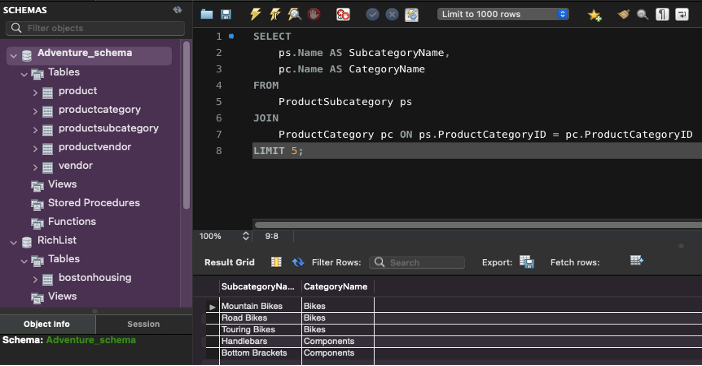 SCHEMAS
Filter objects
Adventure_schema
Tables
product
productcategory
productsubcategory
productvendor
vendor
Views
Stored Procedures
Functions
RichList
Tables
bostonhousing
Views
Object Info Session
Schema: Adventure_schema
Limit to 1000 rows
1 SELECT
2 ps.Name AS SubcategoryName,
3 pc.Name AS CategoryName
4 FROM
5 ProductSubcategory ps
6 JOIN
7 ProductCategory pc ON ps.ProductCategoryID = pc.ProductCategoryID
8 LIMIT 5;
100% 9:8
Result Grid Filter Rows: Search Export: Fetch rows:
SubcategoryNa... CategoryName
Mountain Bikes Bikes
Road Bikes Bikes
Touring Bikes Bikes
Handlebars Components
Bottom Brackets Components